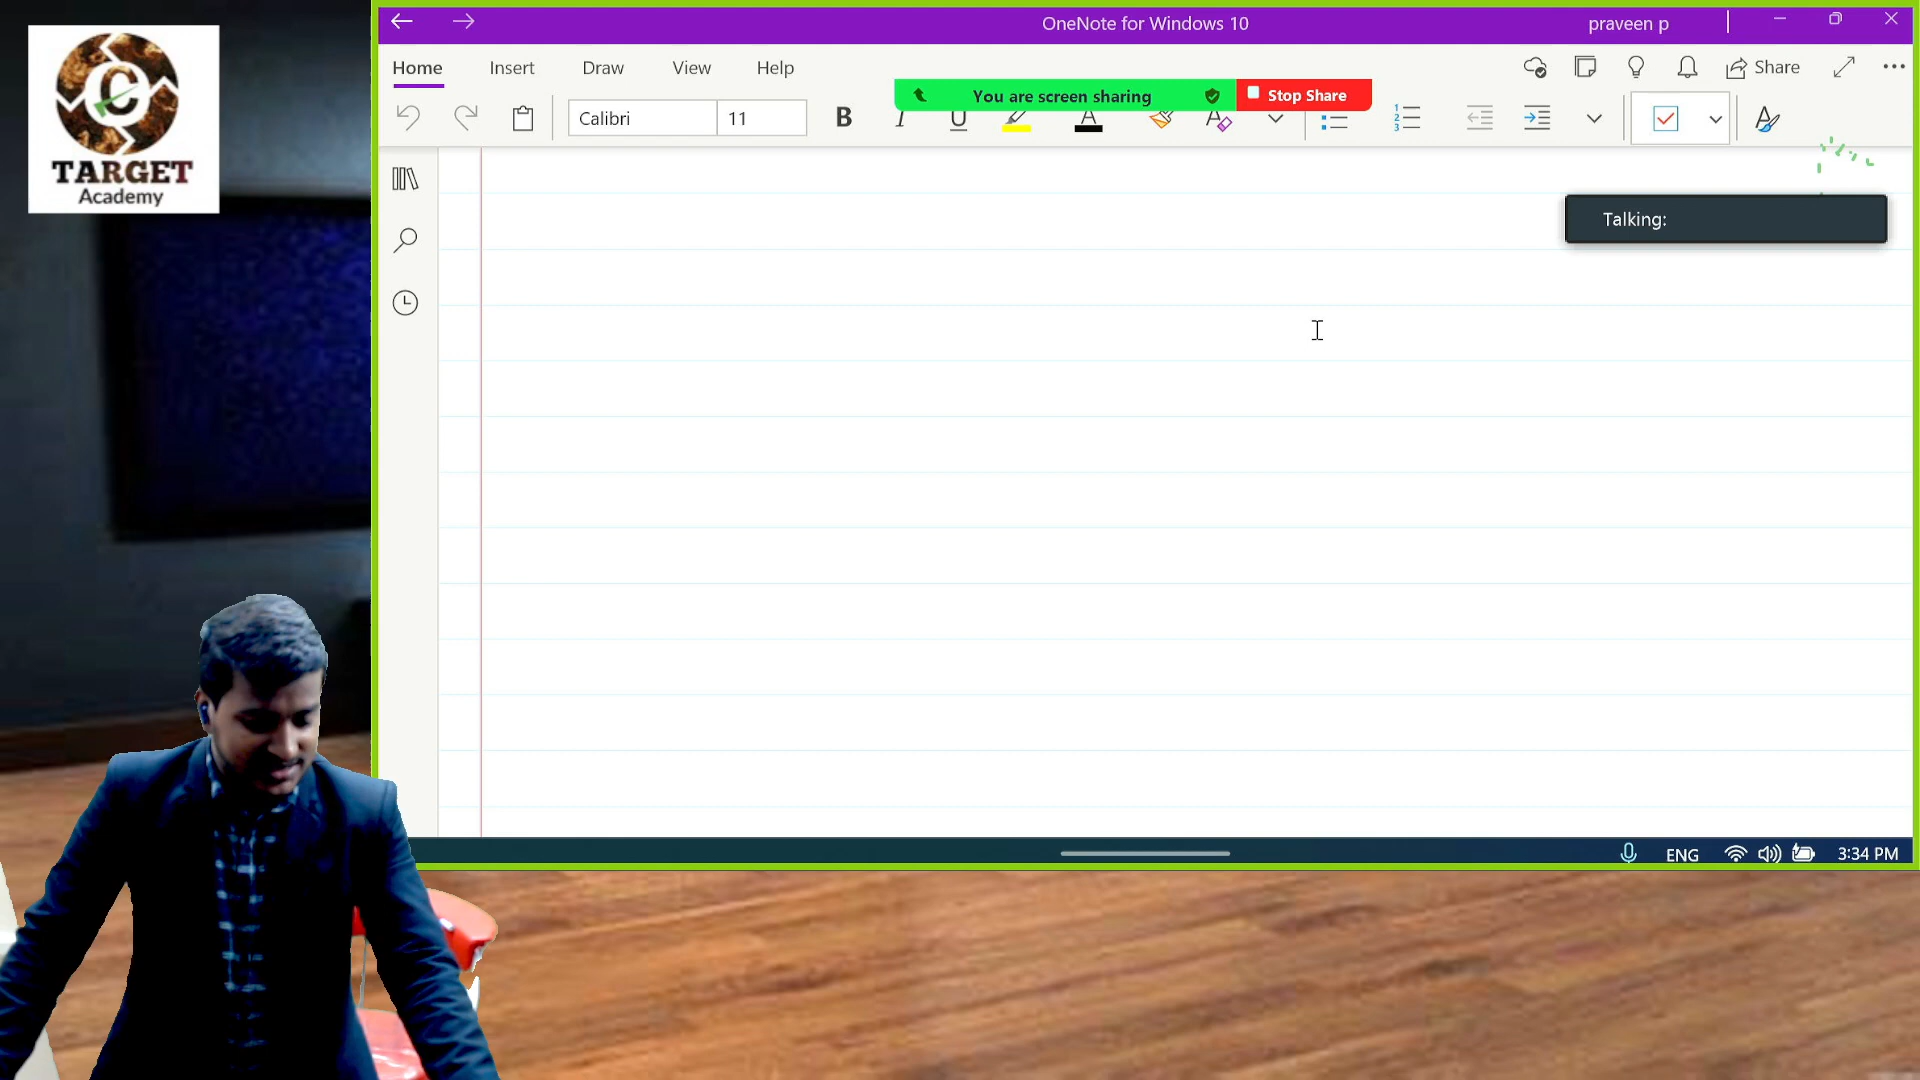 TARGET
Academy
OneNote for Windows 10
praveen p
Home
Insert
Draw
View
Help
Share
You are screen sharing
Stop Share
Calibri
11
B
I
U
A
A
Talking:
ENG
3:34 PM